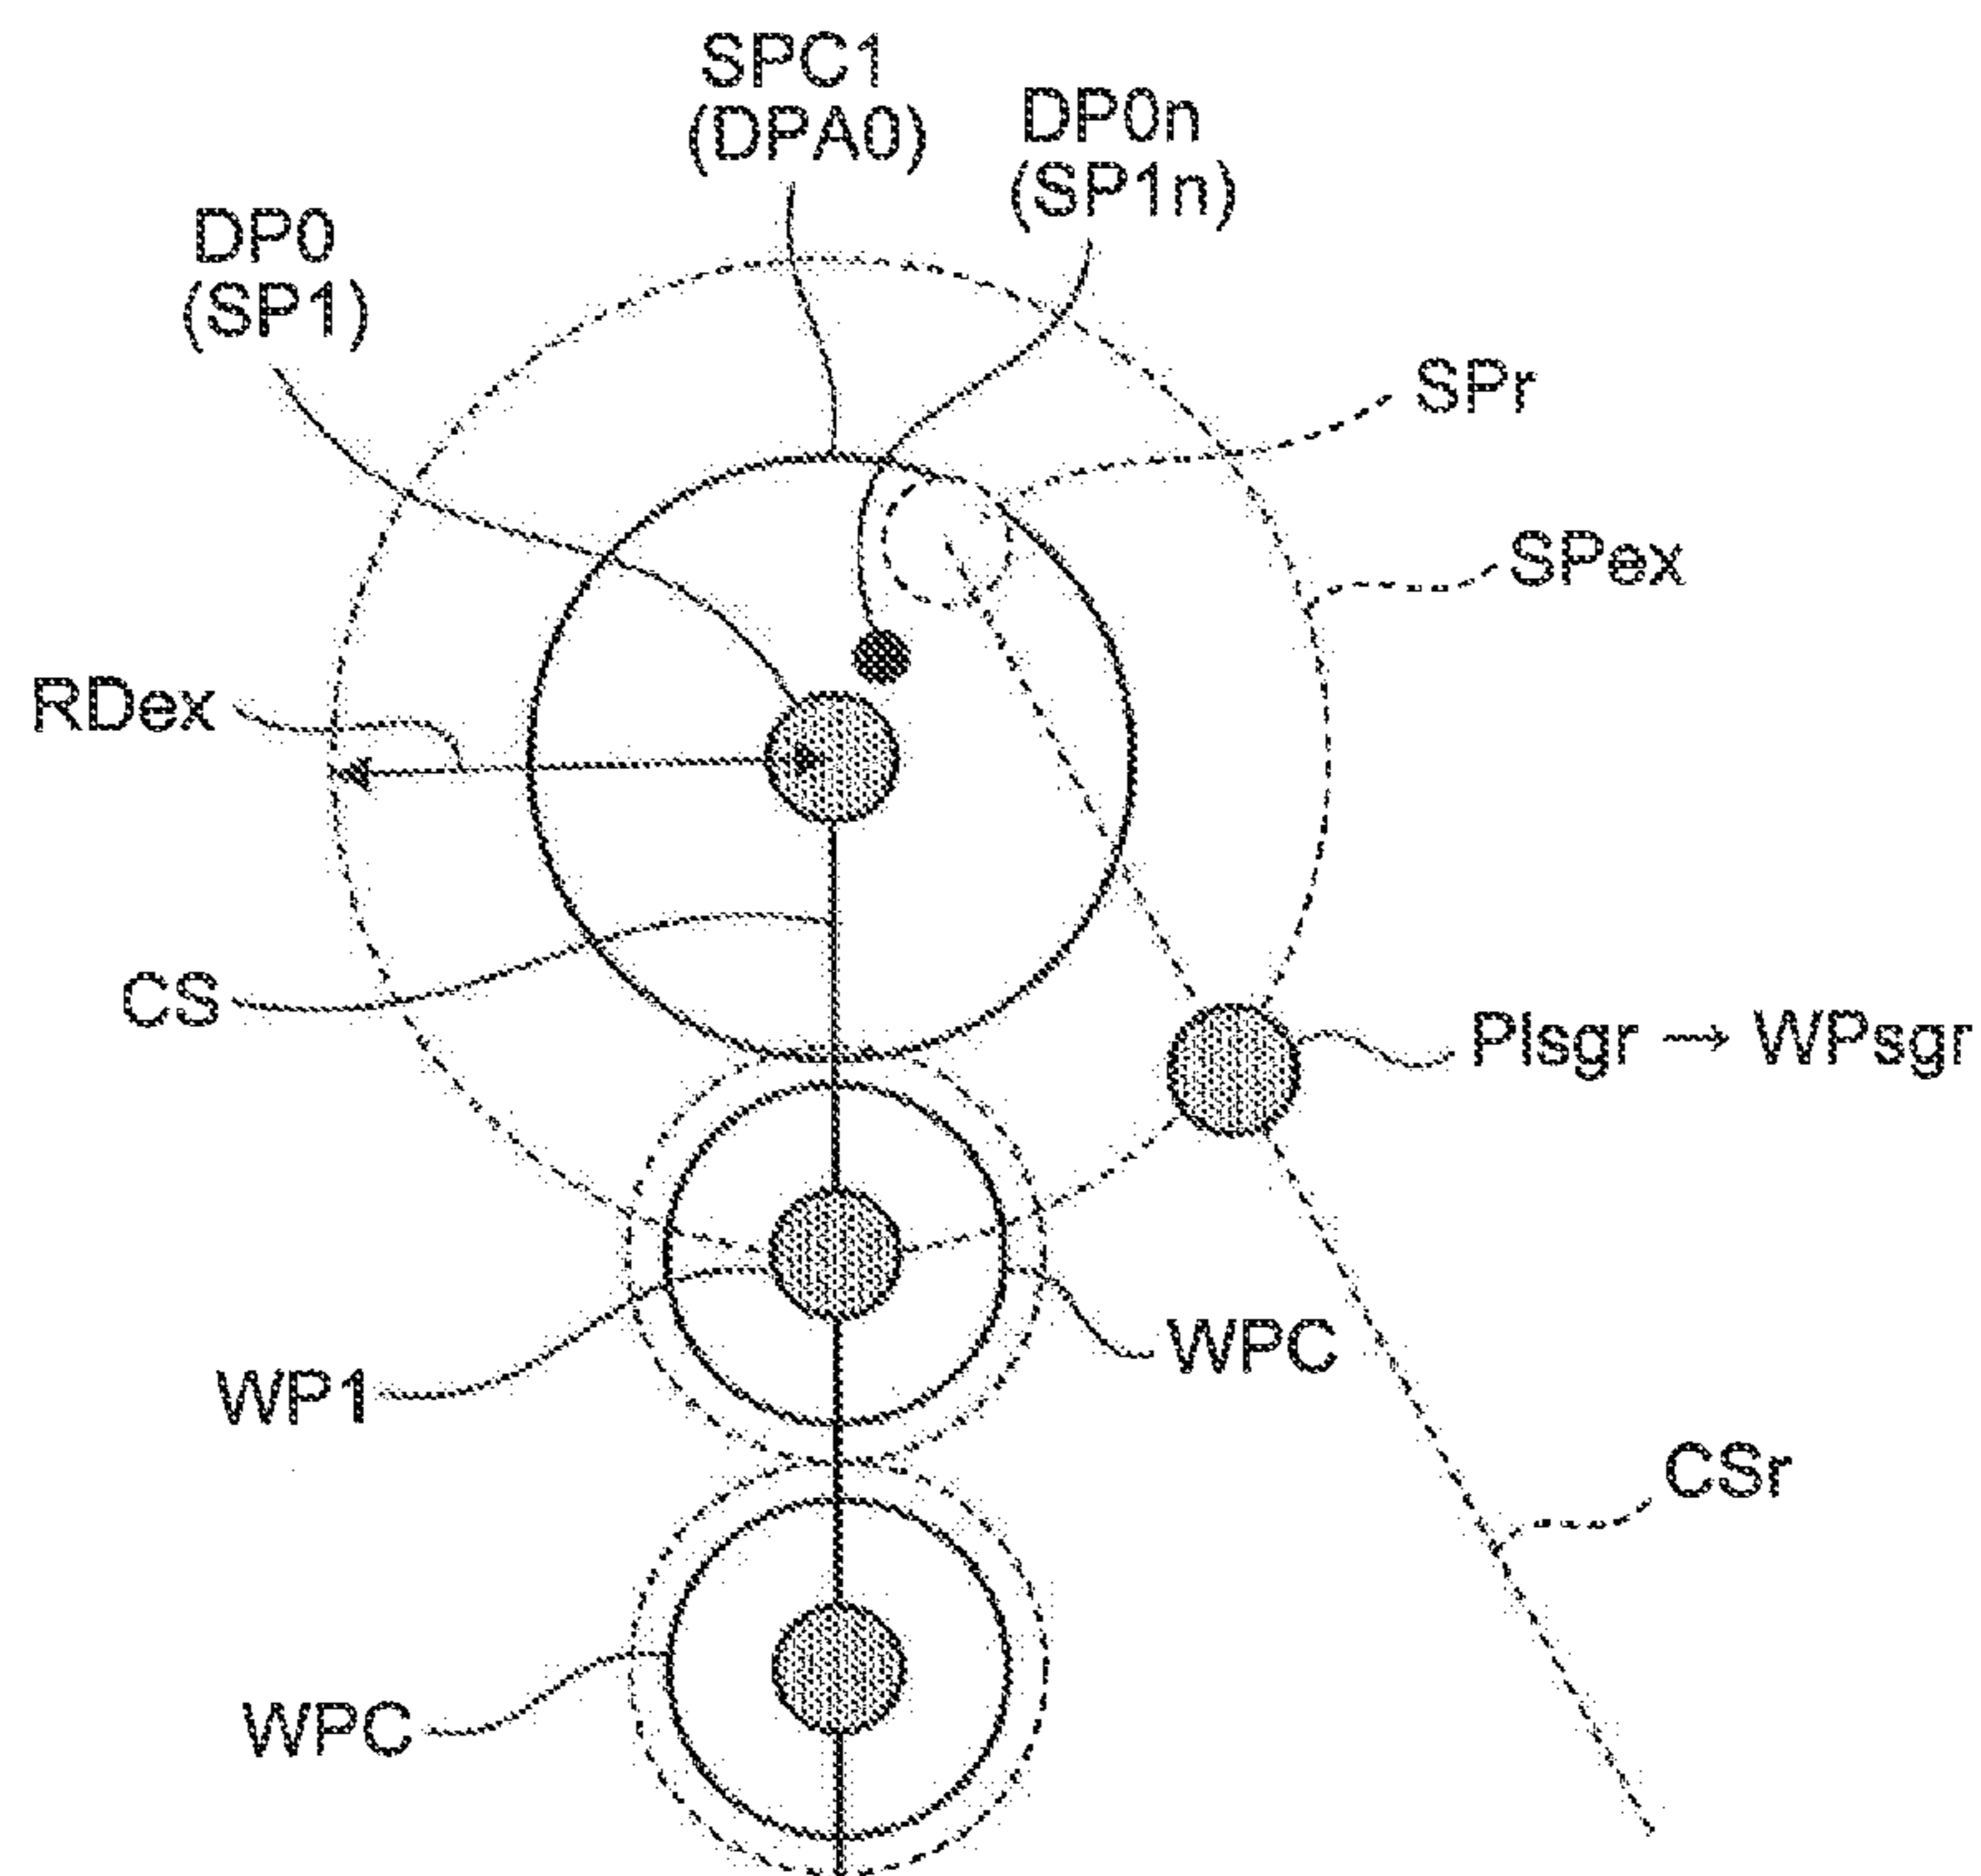 SPC1
(DPA0)
DP0n
(SP1n)
DP0
(SP1)
SPr
SPex
RDex
CS
PIsgr → WPsgr
WPC
WP1
CSr
WPC